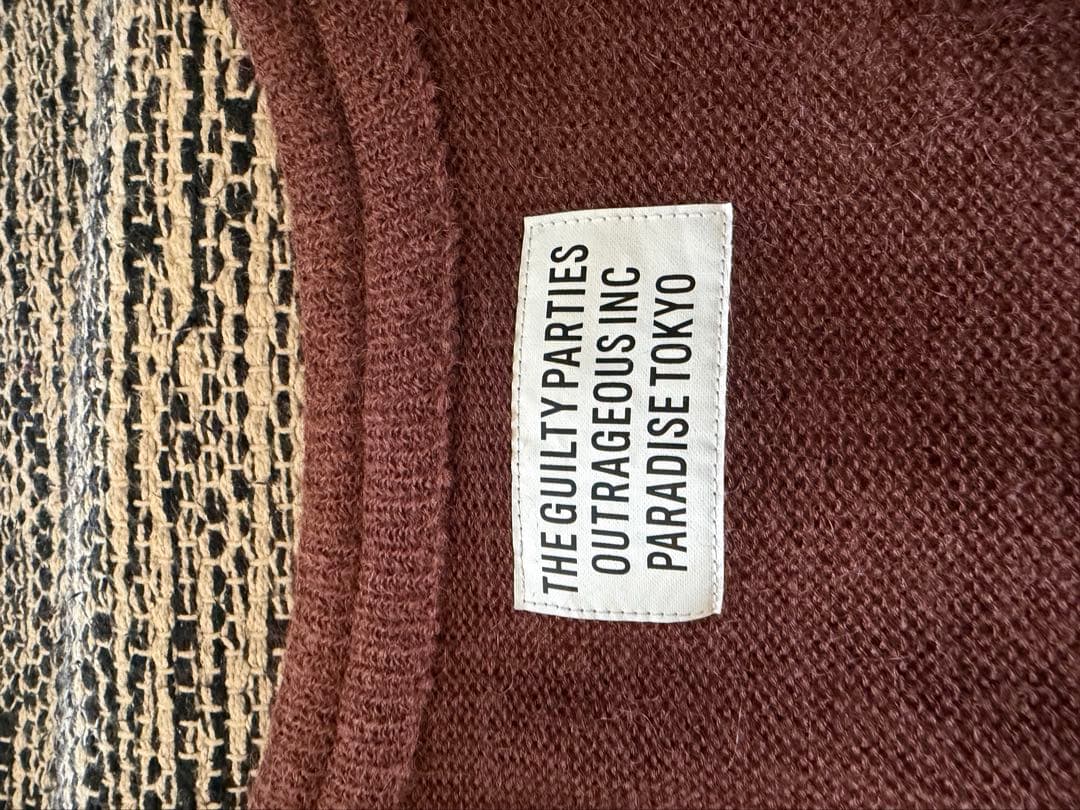 THE GUILTY PARTIES
OUTRAGEOUS INC
PARADISE TOKYO